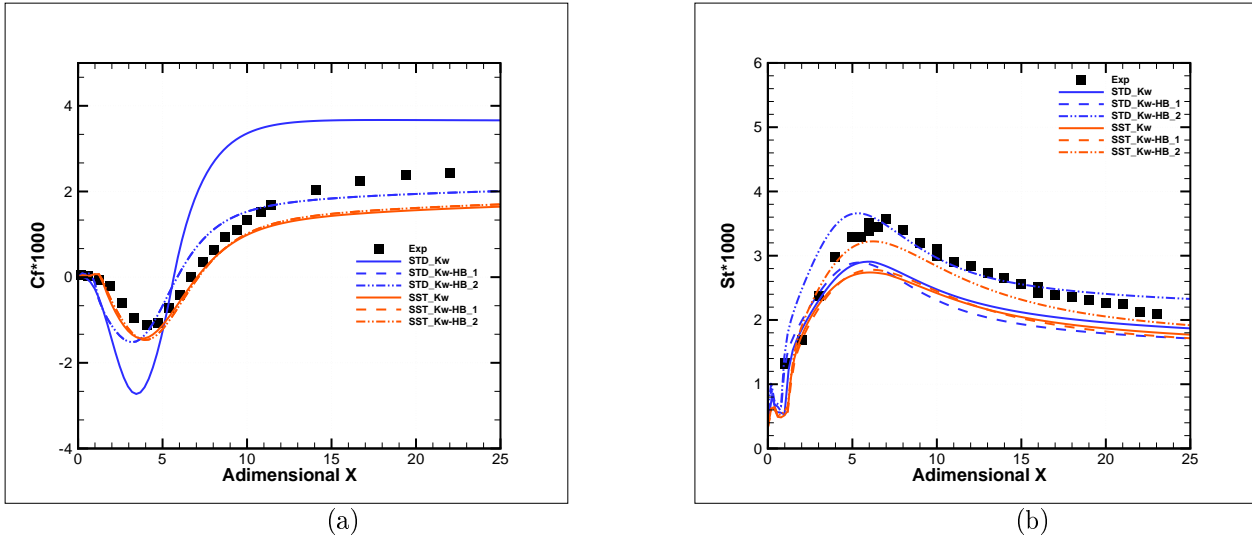 4
2
0
-2
-4
0
5
10
15
20
25
Cf*1000
Adimensional X
Exp
STD_Kw
STD_Kw-HB_1
STD_Kw-HB_2
SST_Kw
SST_Kw-HB_1
SST_Kw-HB_2
(a)
6
5
4
3
2
1
0
0
5
10
15
20
25
St*1000
Adimensional X
Exp
STD_Kw
STD_Kw-HB_1
STD_Kw-HB_2
SST_Kw
SST_Kw-HB_1
SST_Kw-HB_2
(b)